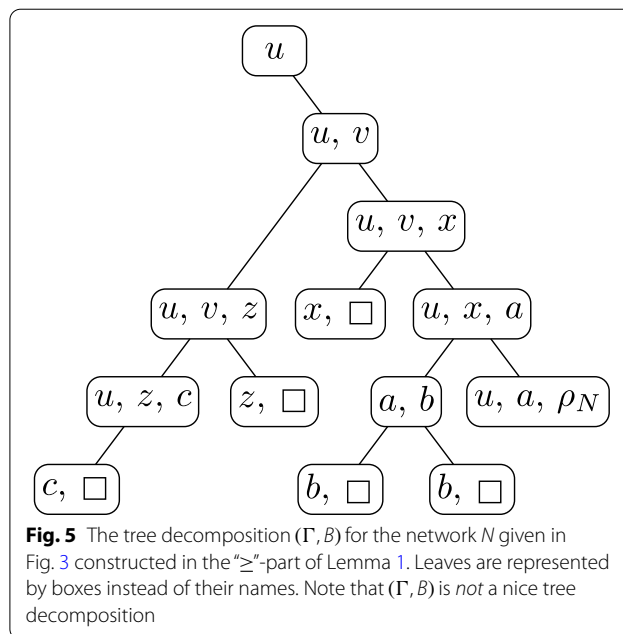 u
u, v
u, v, x
u, v, z
x, □
u, x, a
u, z, c
z, □
a, b
u, a, ρN
c, □
b, □
b, □
Fig. 5 The tree decomposition (Γ, B) for the network N given in
Fig. 3 constructed in the "≥"-part of Lemma 1. Leaves are represented
by boxes instead of their names. Note that (Γ, B) is not a nice tree
decomposition